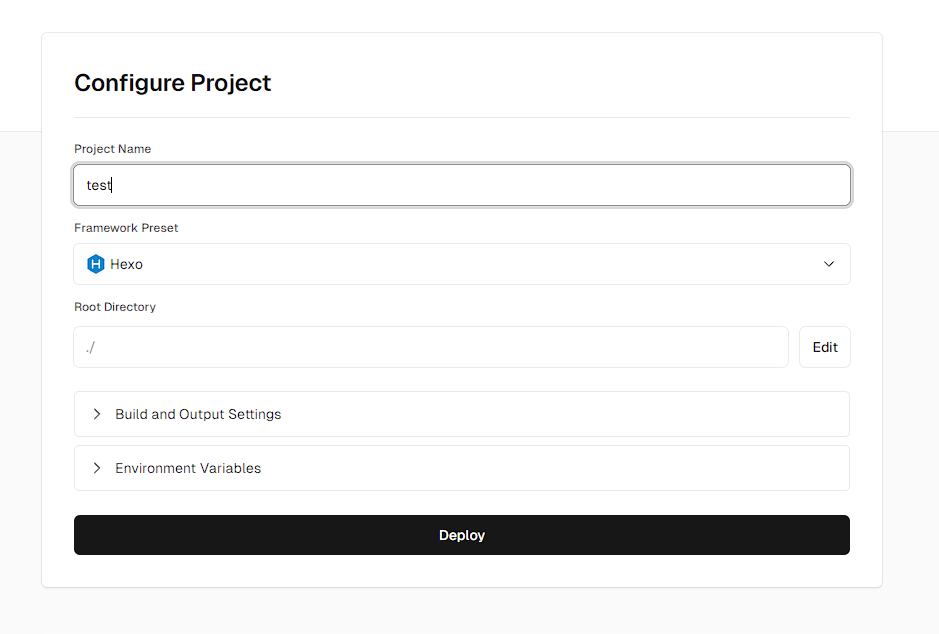 Configure Project
Project Name
test
Framework Preset
Hexo
Root Directory
./
Edit
Build and Output Settings
Environment Variables
Deploy